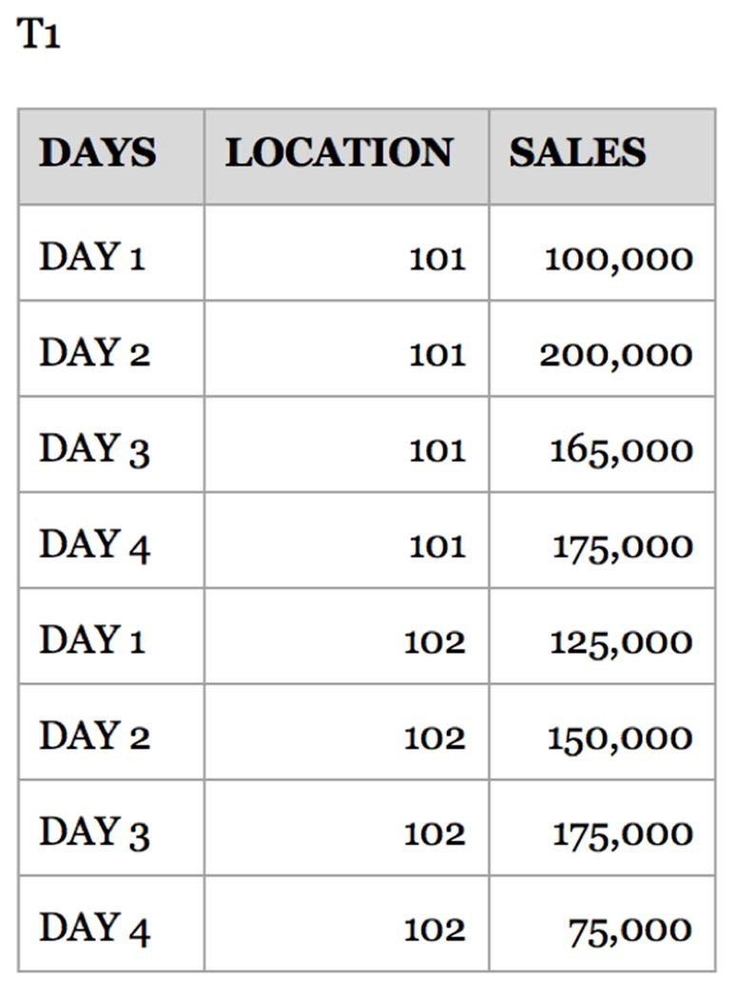 T1
DAYS LOCATION SALES
DAY 1 101 100,000
DAY 2 101 200,000
DAY 3 101 165,000
DAY 4 101 175,000
DAY 1 102 125,000
DAY 2 102 150,000
DAY 3 102 175,000
DAY 4 102 75,000